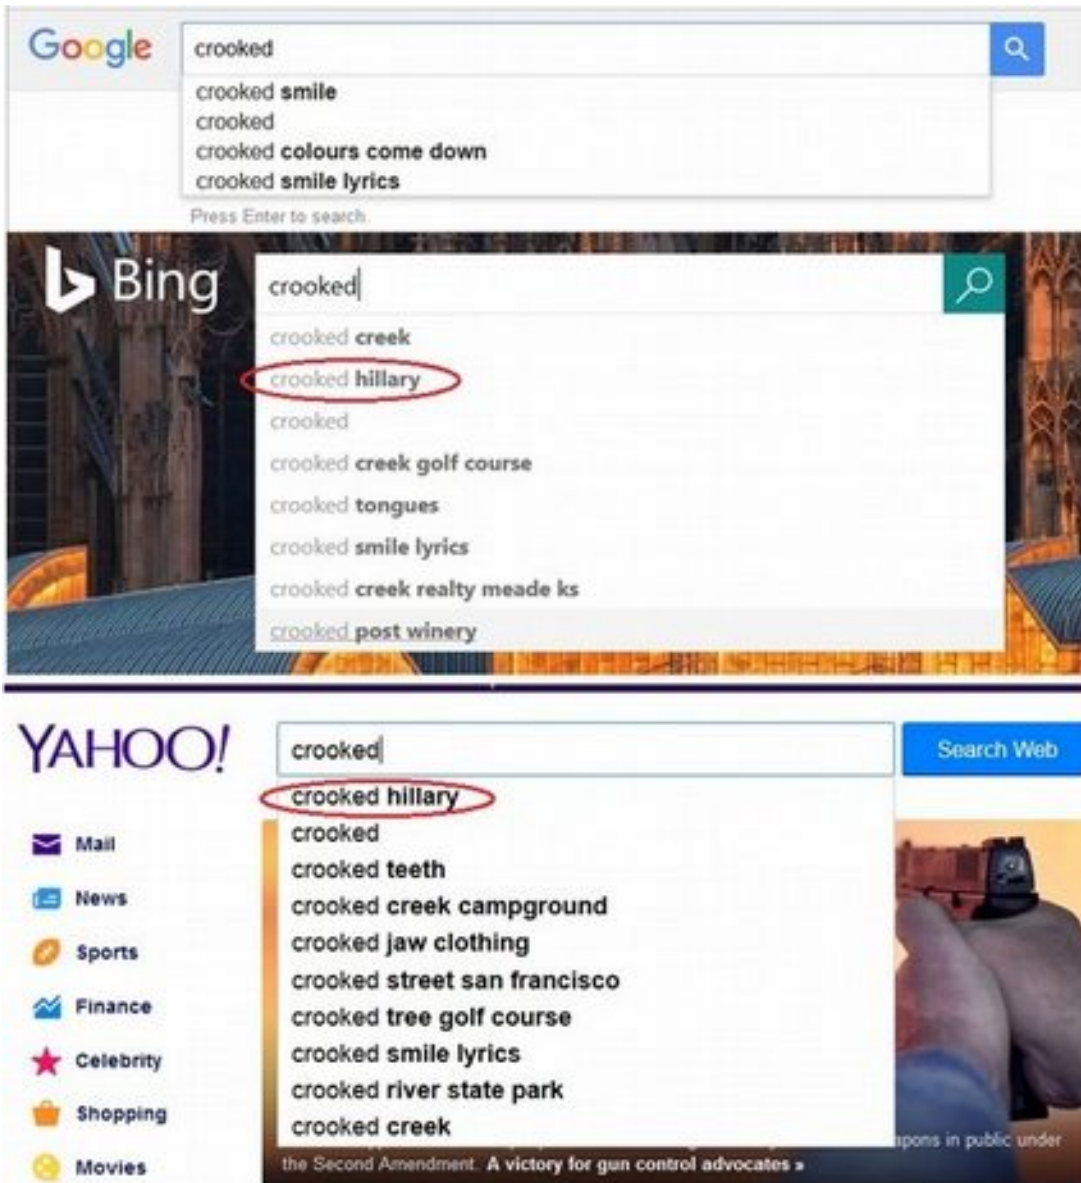 Google
crooked
crooked smile
crooked
crooked colours come down
crooked smile lyrics
Press Enter to search.
Bing
crooked
crooked creek
crooked hillary
crooked
crooked creek golf course
crooked tongues
crooked smile lyrics
crooked creek realty meade ks
crooked post winery
YAHOO!
crooked
Search Web
crooked hillary
crooked
crooked teeth
crooked creek campground
crooked jaw clothing
crooked street san francisco
crooked tree golf course
crooked smile lyrics
crooked river state park
crooked creek
Mail
News
Sports
Finance
Celebrity
Shopping
Movies
in public under
the Second Amendment. A victory for gun control advocates »